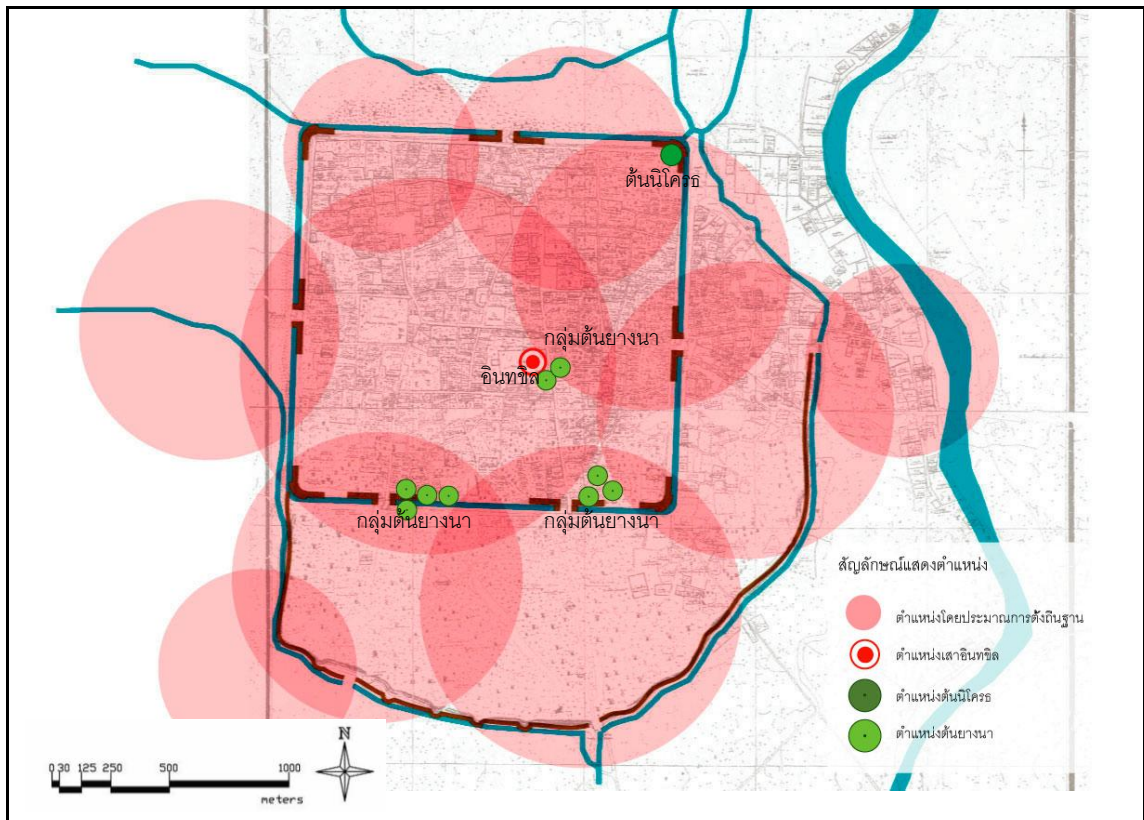 ต้นนิโครธ
กลุ่มต้นยางนา
อินทขิล
กลุ่มต้นยางนา
กลุ่มต้นยางนา
สัญลักษณ์แสดงตำแหน่ง
ตำแหน่งโดยประมาณการตั้งถิ่นฐาน
ตำแหน่งเสาอินทขิล
ตำแหน่งต้นนิโครธ
ตำแหน่งต้นยางนา
N
0 30 125 250 500 1000
meters